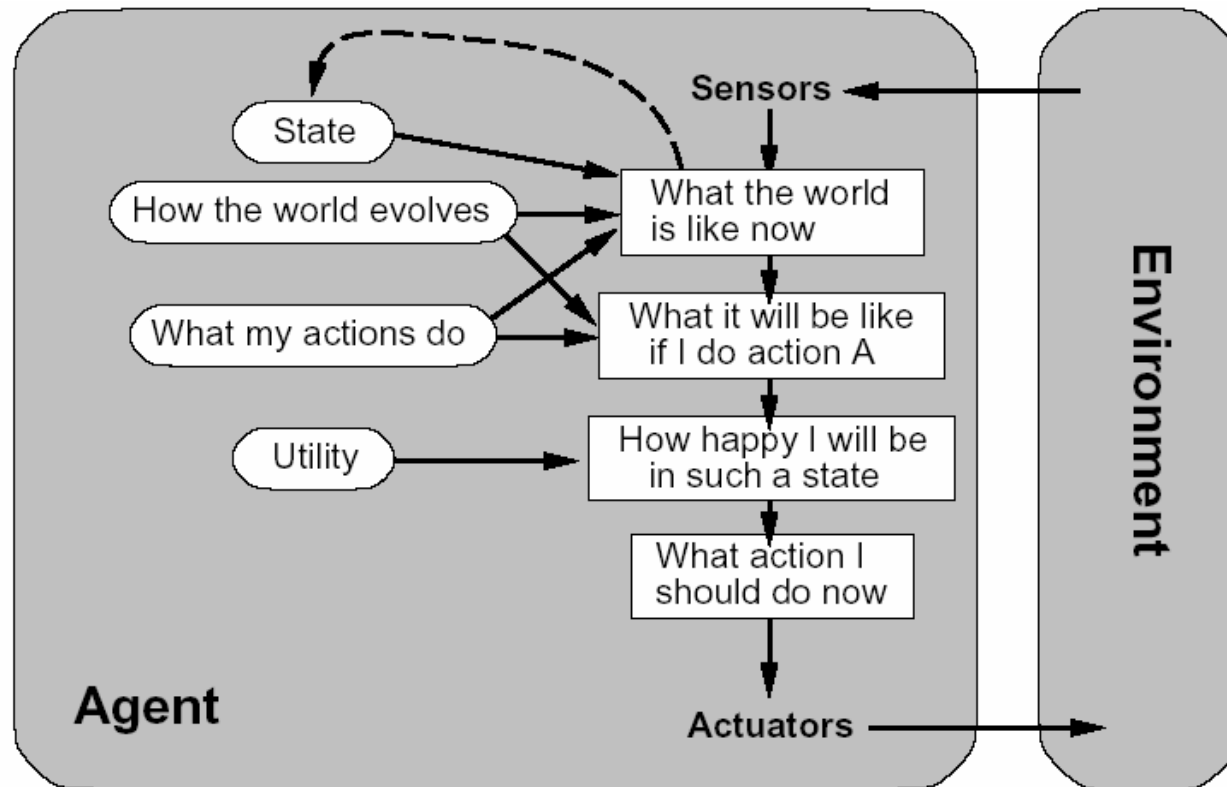 Sensors
State
What the world
is like now
How the world evolves
What my actions do
What it will be like
if I do action A
Utility
How happy I will be
in such a state
What action I
should do now
Agent
Actuators
Environment